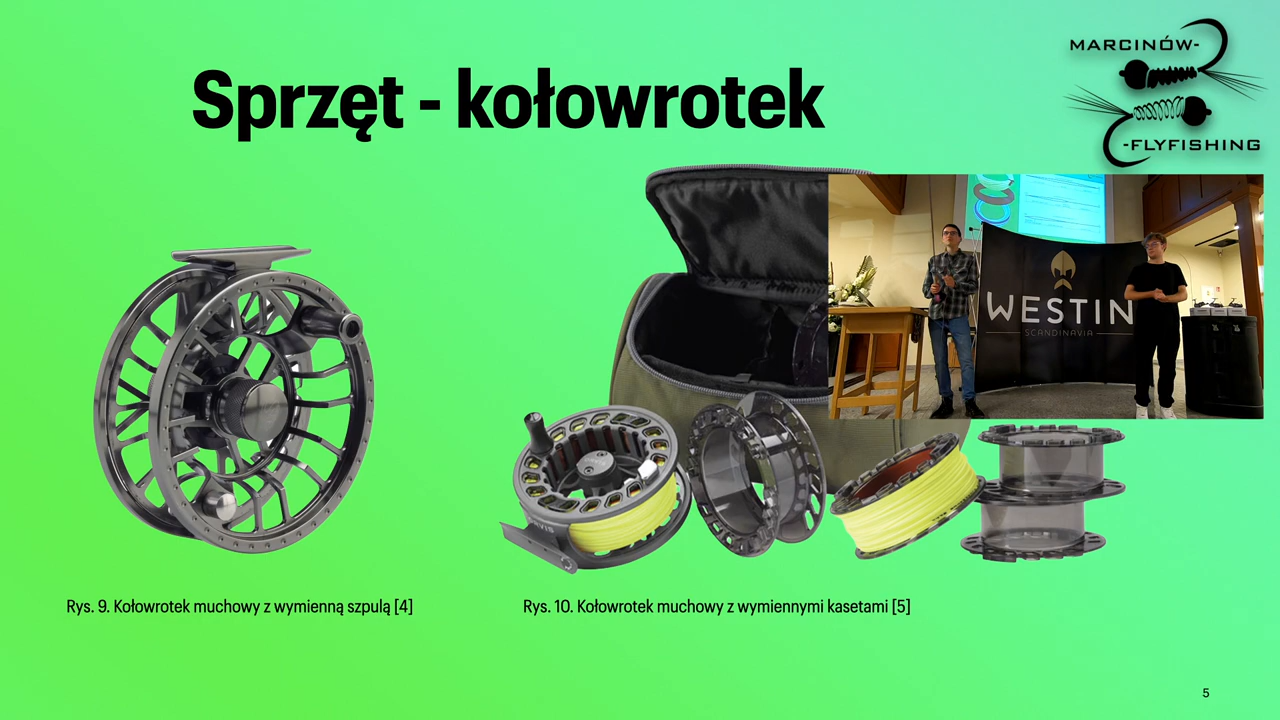 Sprzęt - kołowrotek
MARCINÓW-
-FLYFISHING
WESTIN
SCANDINAVIA
ORVIS
Rys. 9. Kołowrotek muchowy z wymienną szpulą [4]
Rys. 10. Kołowrotek muchowy z wymiennymi kasetami [5]
5